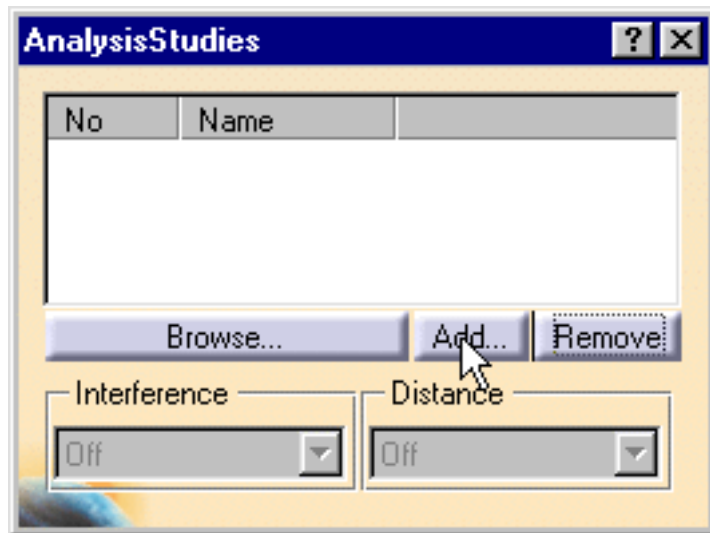 AnalysisStudies
No Name
Browse... Add... Remove
Interference Distance
Off Off